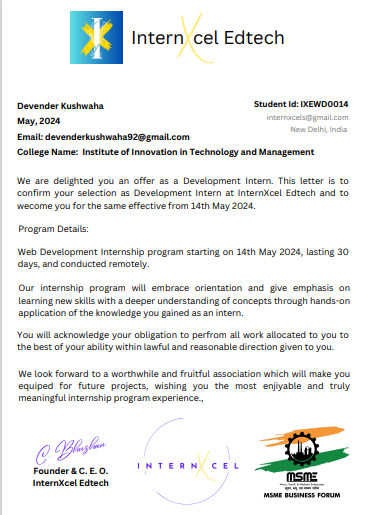 InternXcel Edtech
Devender Kushwaha
Student Id: IXEWD0014
May, 2024
internxcels@gmail.com
New Delhi, India
Email: devenderkushwaha92@gmail.com
College Name: Institute of Innovation in Technology and Management
We are delighted you an offer as a Development Intern. This letter is to
confirm your selection as Development Intern at InternXcel Edtech and to
wecome you for the same effective from 14th May 2024.
Program Details:
Web Development Internship program starting on 14th May 2024, lasting 30
days, and conducted remotely.
Our internship program will embrace orientation and give emphasis on
learning new skills with a deeper understanding of concepts through hands-on
application of the knowledge you gained as an intern.
You will acknowledge your obligation to perfrom all work allocated to you to
the best of your ability within lawful and reasonable direction given to you.
We look forward to a worthwhile and fruitful association which will make you
equiped for future projects, wishing you the most enjiyable and truly
meaningful internship program experience.,
Founder & C. E. O.
InternXcel Edtech
INTERNXCEL
MSME
MSME BUSINESS FORUM